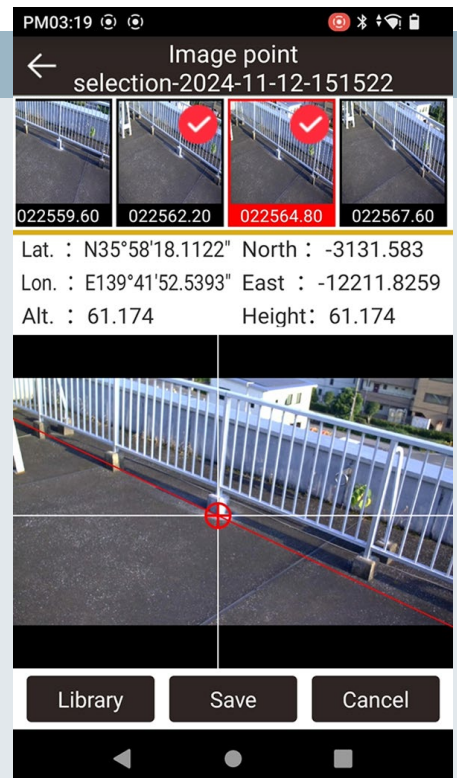 PM03:19
Image point
selection-2024-11-12-151522
022559.60 022562.20 022564.80 022567.60
Lat. : N35°58'18.1122" North : -3131.583
Lon. : E139°41'52.5393" East : -12211.8259
Alt. : 61.174 Height: 61.174
Library Save Cancel